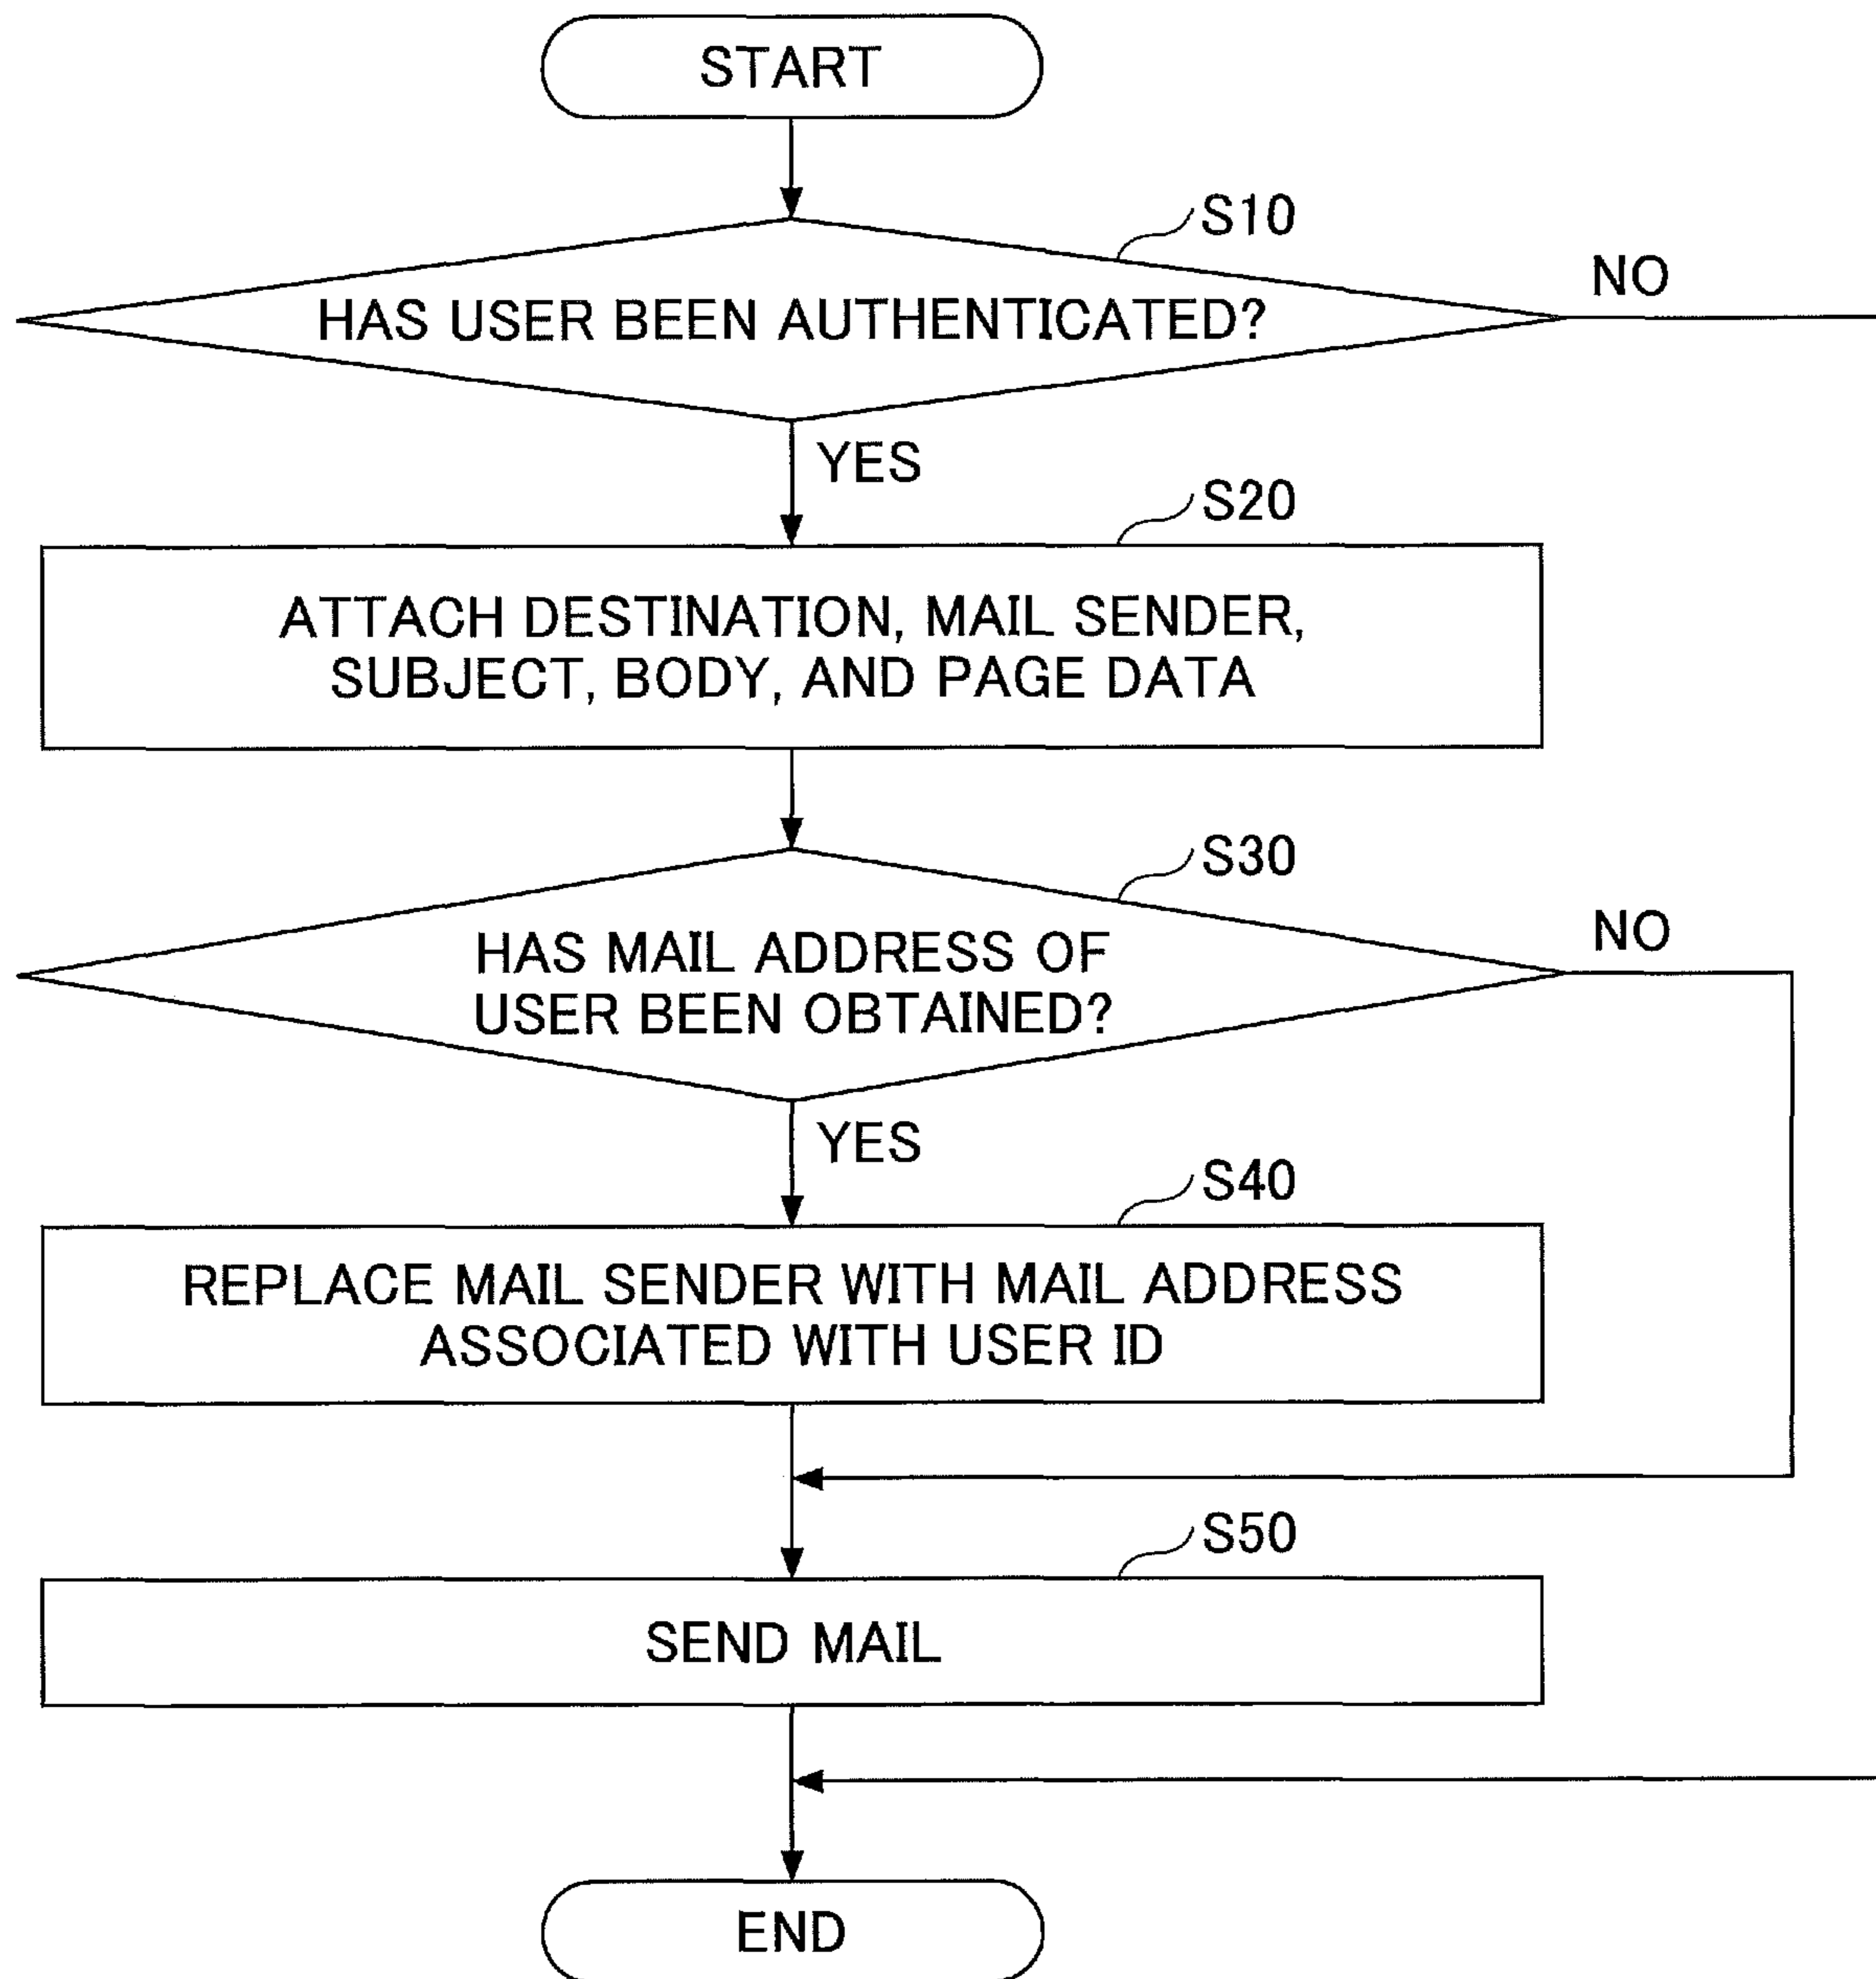 START
S10
HAS USER BEEN AUTHENTICATED?
NO
YES
S20
ATTACH DESTINATION, MAIL SENDER,
SUBJECT, BODY, AND PAGE DATA
S30
HAS MAIL ADDRESS OF
USER BEEN OBTAINED?
NO
YES
S40
REPLACE MAIL SENDER WITH MAIL ADDRESS
ASSOCIATED WITH USER ID
S50
SEND MAIL
END